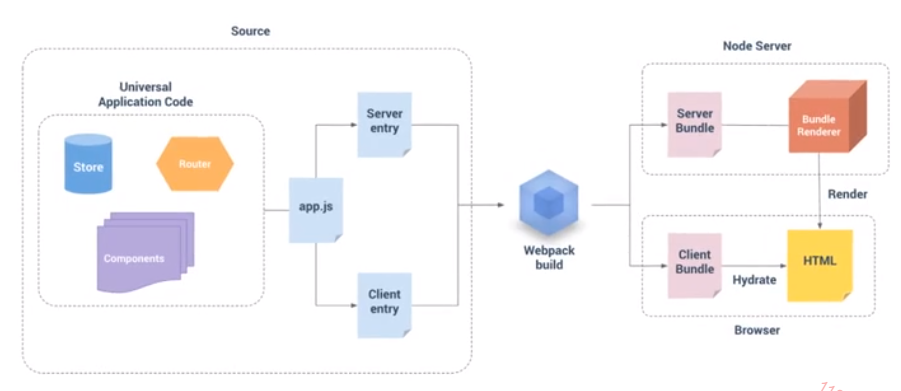 Source
Node Server
Universal
Application Code
Server
entry
Server
Bundle
Bundle
Renderer
Store
Router
app.js
Render
Webpack
build
Components
Client
entry
Client
Bundle
Hydrate
HTML
Browser